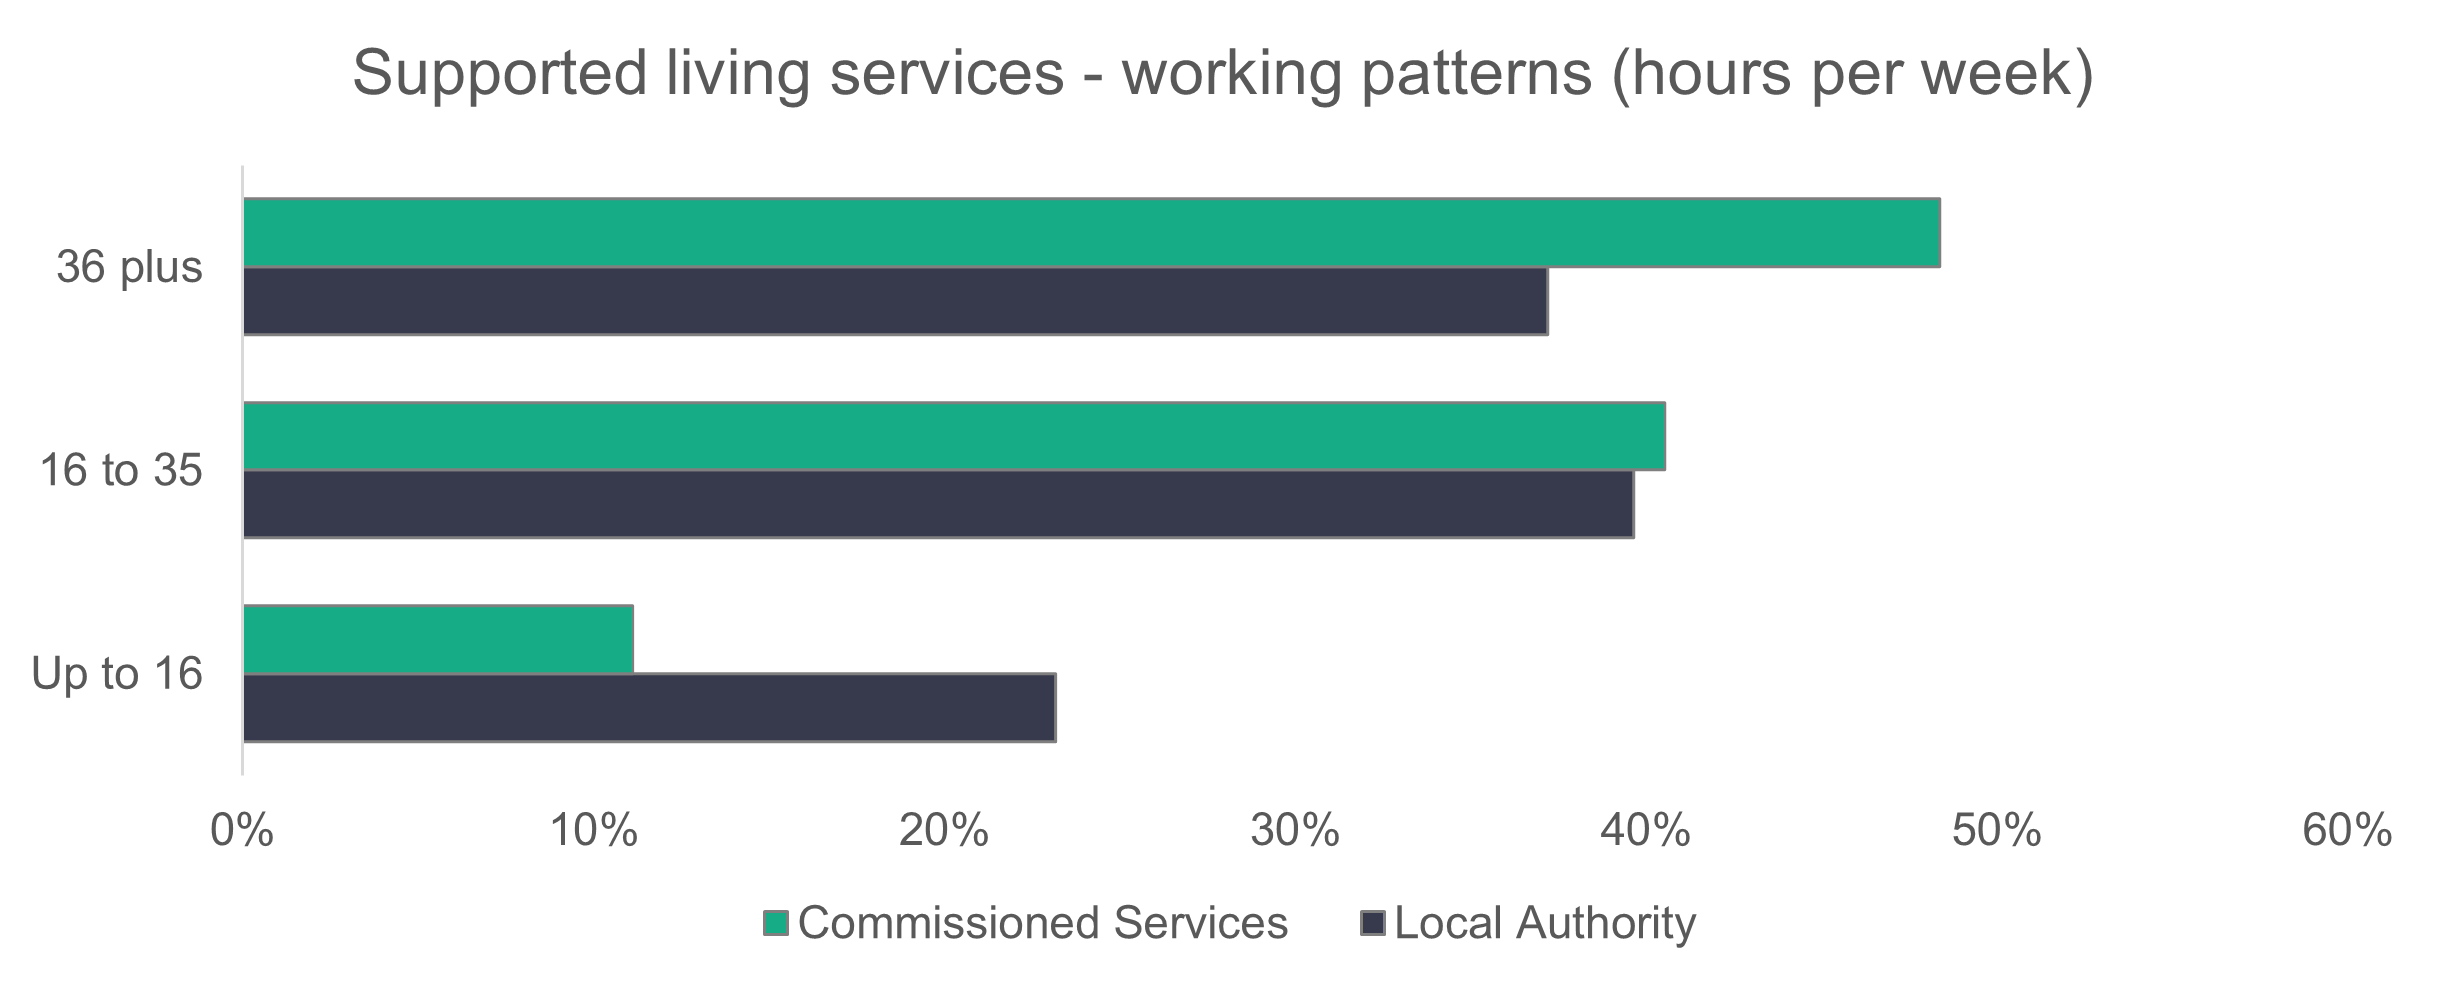 Supported living services - working patterns (hours per week)
36 plus
16 to 35
Up to 16
0% 10% 20% 30% 40% 50% 60%
Commissioned Services Local Authority